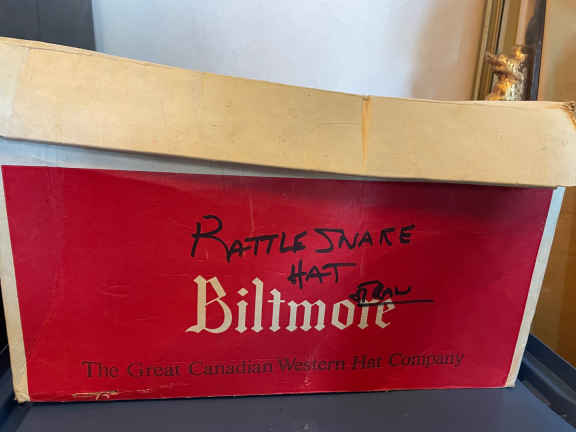 RATTLE SNAKE
HAT
STRAW
Biltmore
The Great Canadian Western Hat Company